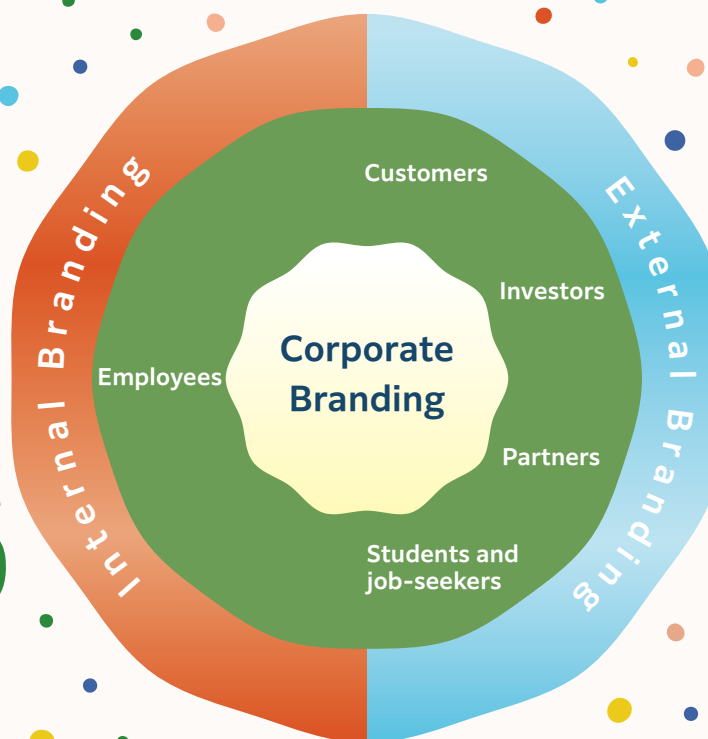 Internal Branding
External Branding
Customers
Investors
Employees
Corporate
Branding
Partners
Students and
job-seekers